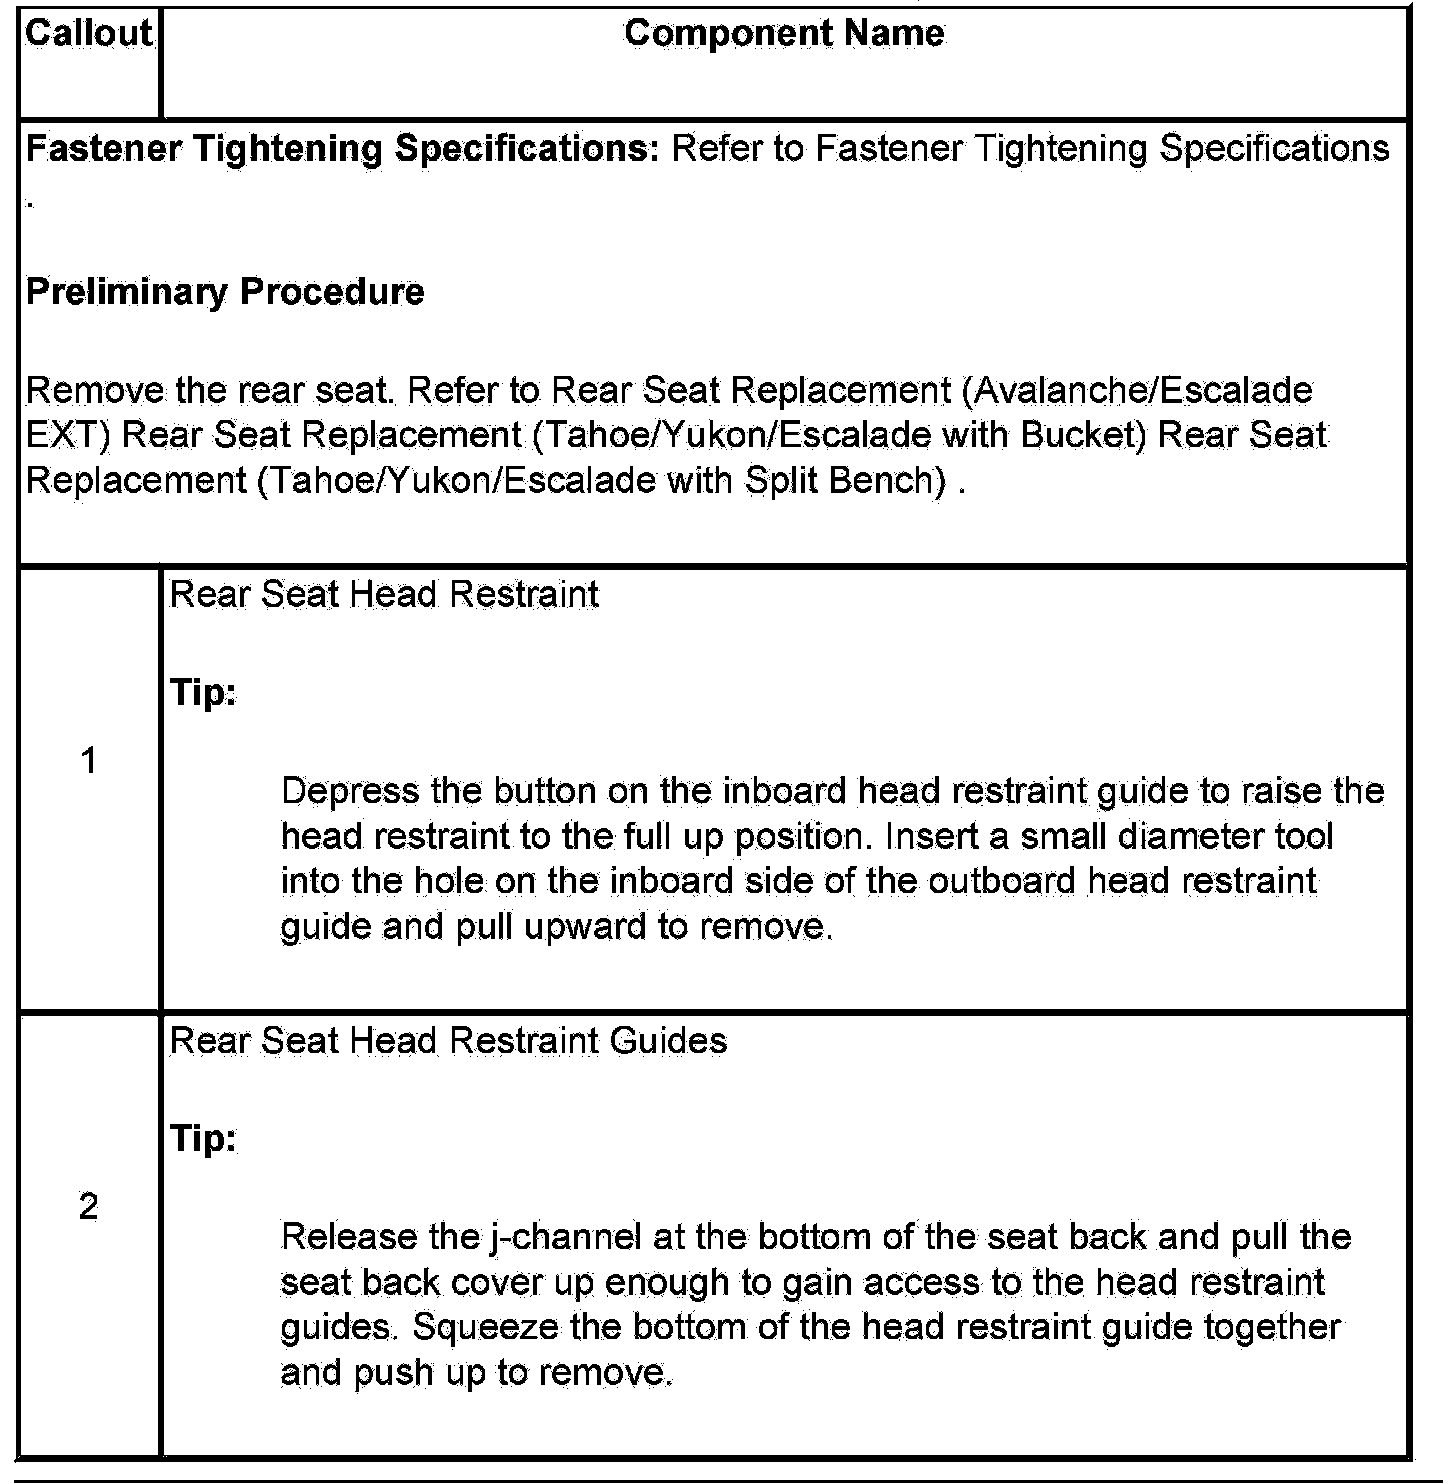 Callout Component Name
Fastener Tightening Specifications: Refer to Fastener Tightening Specifications
.
Preliminary Procedure
Remove the rear seat. Refer to Rear Seat Replacement (Avalanche/Escalade
EXT) Rear Seat Replacement (Tahoe/Yukon/Escalade with Bucket) Rear Seat
Replacement (Tahoe/Yukon/Escalade with Split Bench) .
1
Rear Seat Head Restraint
Tip:
Depress the button on the inboard head restraint guide to raise the
head restraint to the full up position. Insert a small diameter tool
into the hole on the inboard side of the outboard head restraint
guide and pull upward to remove.
2
Rear Seat Head Restraint Guides
Tip:
Release the j-channel at the bottom of the seat back and pull the
seat back cover up enough to gain access to the head restraint
guides. Squeeze the bottom of the head restraint guide together
and push up to remove.